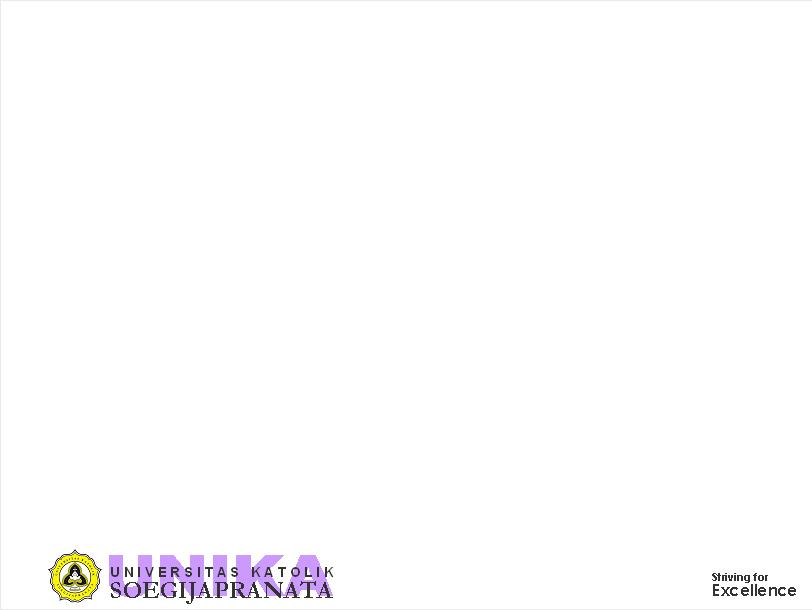 UNIKA
UNIVERSITAS KATOLIK
SOEGIJAPRANATA
Striving for
Excellence